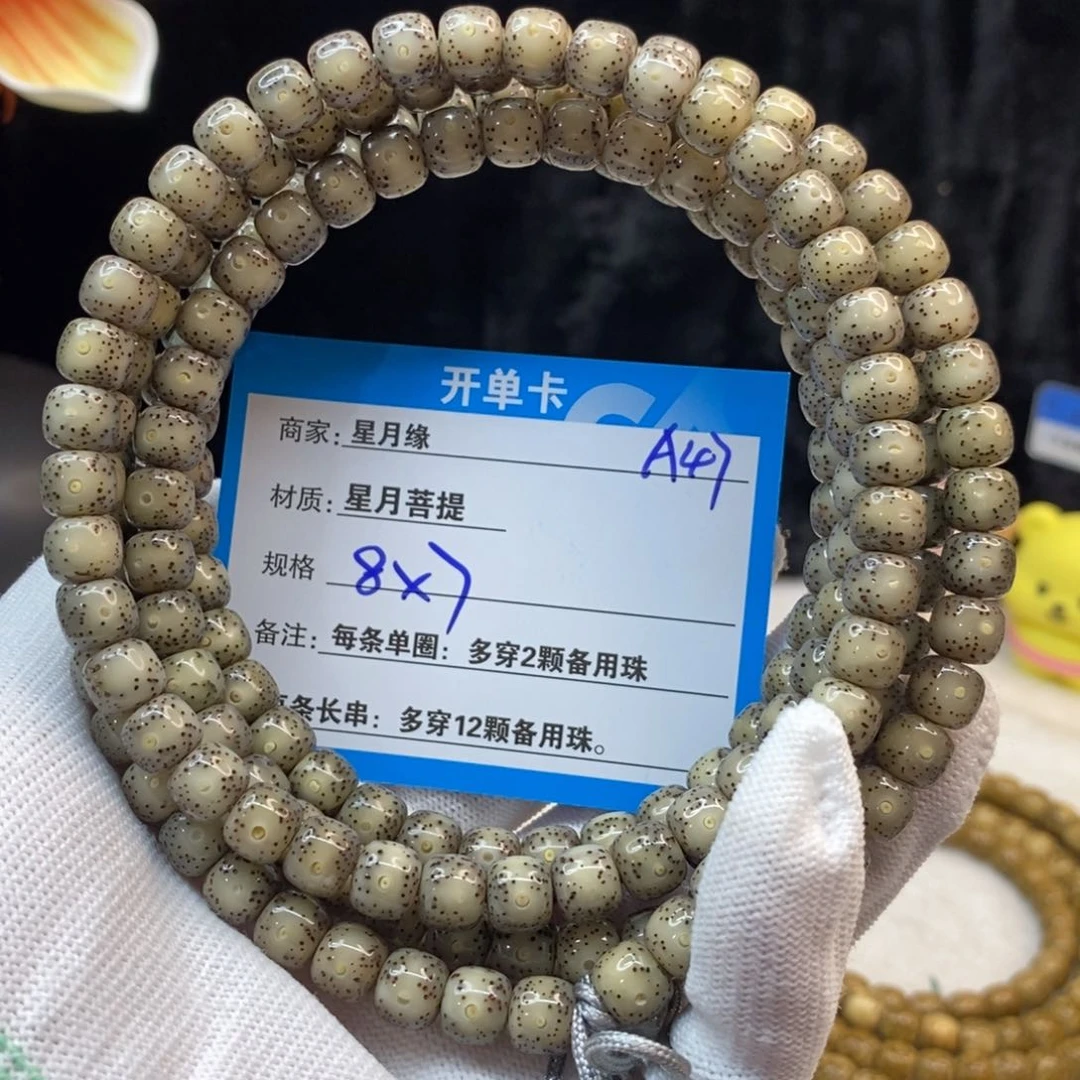 开单卡
商家: 星月缘
A47
材质: 星月菩提
规格 8x7
备注: 每条单圈: 多穿2颗备用珠
条长串: 多穿12颗备用珠。